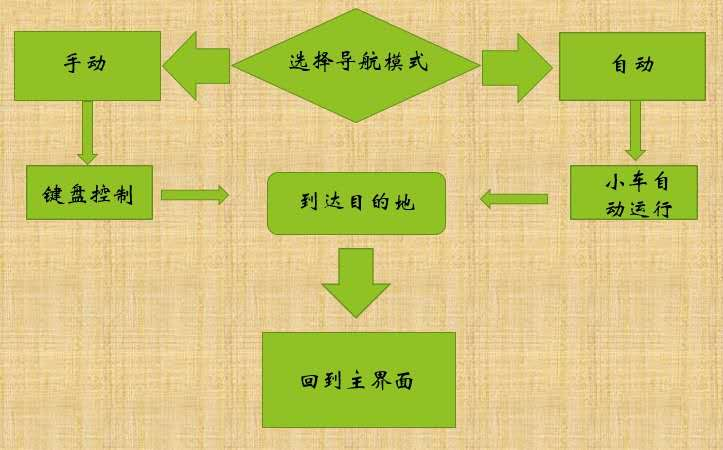 手动
选择导航模式
自动
键盘控制
到达目的地
小车自
动运行
回到主界面